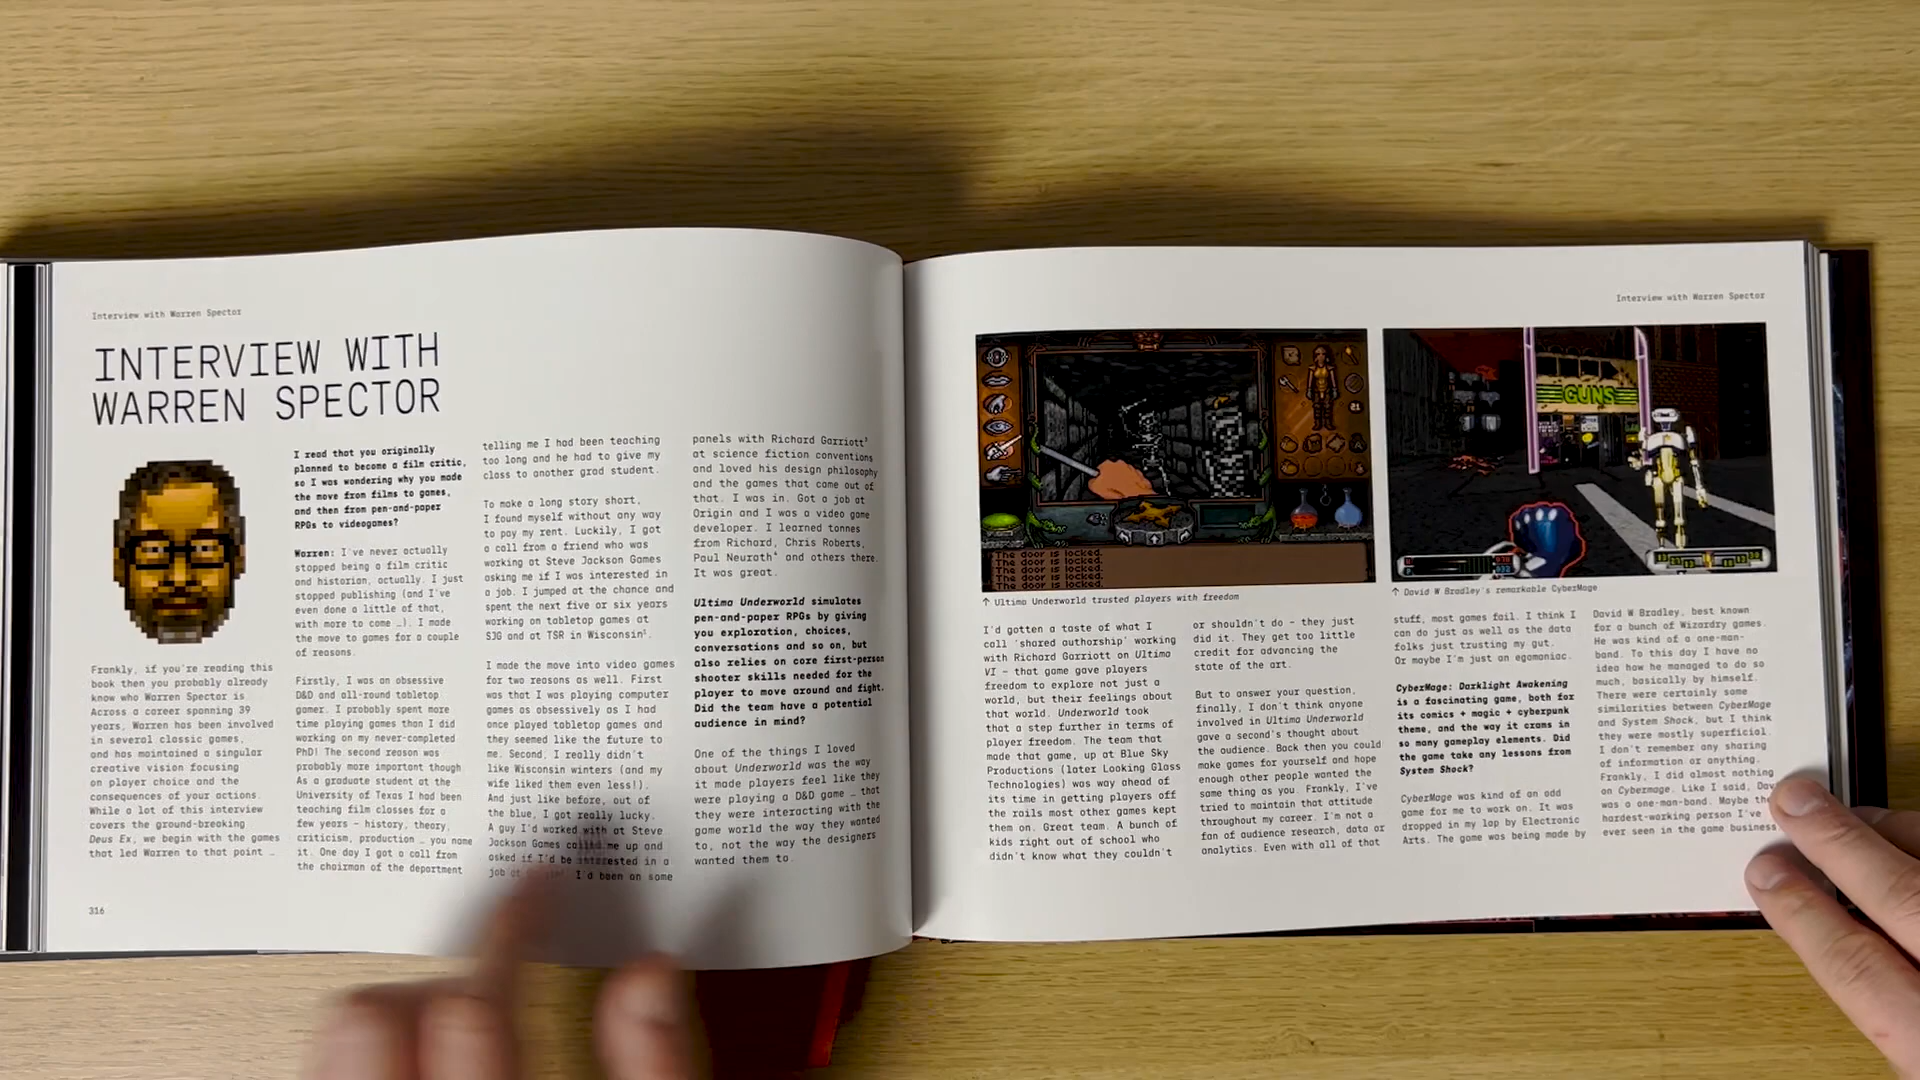 Interview with Warren Spector
INTERVIEW WITH
WARREN SPECTOR
Frankly, if you're reading this
book then you probably already
know who Warren Spector is.
Across a career spanning 39
years, Warren has been involved
in several classic games,
and has maintained a singular
creative vision focusing
on player choice and the
consequences of your actions.
While a lot of this interview
covers the ground-breaking
Deus Ex, we begin with the games
that led Warren to that point …
I read that you originally
planned to become a film critic,
so I was wondering why you made
the move from films to games,
and then from pen-and-paper
RPGs to videogames?
Warren: I've never actually
stopped being a film critic
and historian, actually. I just
stopped publishing (and I've
even done a little of that,
with more to come …). I made
the move to games for a couple
of reasons.
Firstly, I was an obsessive
D&D and all-round tabletop
gamer. I probably spent more
time playing games than I did
working on my never-completed
PhD! The second reason was
probably more important though.
As a graduate student at the
University of Texas I had been
teaching film classes for a
few years – history, theory,
criticism, production … you name
it. One day I got a call from
the chairman of the department
telling me I had been teaching
too long and he had to give my
class to another grad student.
To make a long story short,
I found myself without any way
to pay my rent. Luckily, I got
a call from a friend who was
working at Steve Jackson Games
asking me if I was interested in
a job. I jumped at the chance and
spent the next five or six years
working on tabletop games at
SJG and at TSR in Wisconsin¹.
I made the move into video games
for two reasons as well. First
was that I was playing computer
games as obsessively as I had
once played tabletop games and
they seemed like the future to
me. Second, I really didn't
like Wisconsin winters (and my
wife liked them even less!).
And just like before, out of
the blue, I got really lucky.
A guy I'd worked with at Steve
Jackson Games called me up and
asked if I'd be interested in a
job at I'd been on some
panels with Richard Garriott³
at science fiction conventions
and loved his design philosophy
and the games that came out of
that. I was in. Got a job at
Origin and I was a video game
developer. I learned tonnes
from Richard, Chris Roberts,
Paul Neurath⁴ and others there.
It was great.
Ultima Underworld simulates
pen-and-paper RPGs by giving
you exploration, choices,
conversations and so on, but
also relies on core first-person
shooter skills needed for the
player to move around and fight.
Did the team have a potential
audience in mind?
One of the things I loved
about Underworld was the way
it made players feel like they
were playing a D&D game … that
they were interacting with the
game world the way they wanted
to, not the way the designers
wanted them to.
316
Interview with Warren Spector
21
The door is locked.
The door is locked.
The door is locked.
The door is locked.
The door is locked.
GUNS
↑ Ultima Underworld trusted players with freedom
↑ David W Bradley's remarkable CyberMage
I'd gotten a taste of what I
call 'shared authorship' working
with Richard Garriott on Ultima
VI – that game gave players
freedom to explore not just a
world, but their feelings about
that world. Underworld took
that a step further in terms of
player freedom. The team that
made that game, up at Blue Sky
Productions (later Looking Glass
Technologies) was way ahead of
its time in getting players off
the rails most other games kept
them on. Great team. A bunch of
kids right out of school who
didn't know what they couldn't
or shouldn't do – they just
did it. They get too little
credit for advancing the
state of the art.
But to answer your question,
finally, I don't think anyone
involved in Ultima Underworld
gave a second's thought about
the audience. Back then you could
make games for yourself and hope
enough other people wanted the
same thing as you. Frankly, I've
tried to maintain that attitude
throughout my career. I'm not a
fan of audience research, data or
analytics. Even with all of that
stuff, most games fail. I think I
can do just as well as the data
folks just trusting my gut.
Or maybe I'm just an egomaniac.
CyberMage: Darklight Awakening
is a fascinating game, both for
its comics + magic + cyberpunk
theme, and the way it crams in
so many gameplay elements. Did
the game take any lessons from
System Shock?
CyberMage was kind of an odd
game for me to work on. It was
dropped in my lap by Electronic
Arts. The game was being made by
David W Bradley, best known
for a bunch of Wizardry games.
He was kind of a one-man-
band. To this day I have no
idea how he managed to do so
much, basically by himself.
There were certainly some
similarities between CyberMage
and System Shock, but I think
they were mostly superficial.
I don't remember any sharing
of information or anything.
Frankly, I did almost nothing
on Cybermage. Like I said,
was a one-man-band. Maybe the
hardest-working person I've
ever seen in the game business